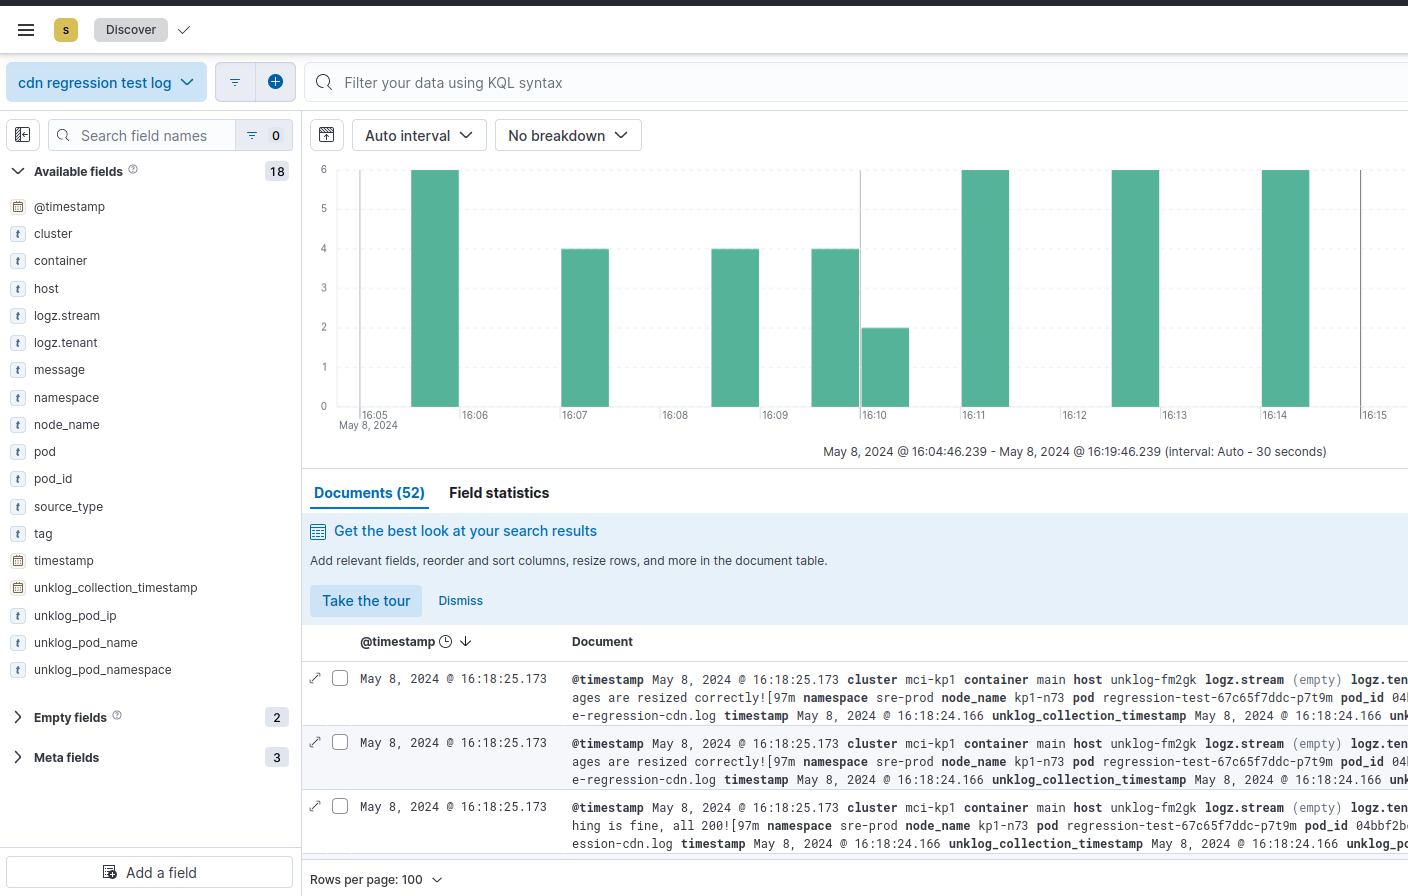 s Discover
cdn regression test log
Filter your data using KQL syntax
Search field names 0
Auto interval No breakdown
Available fields 18
@timestamp
t cluster
t container
t host
t logz.stream
t logz.tenant
t message
t namespace
t node_name
t pod
t pod_id
t source_type
t tag
timestamp
unklog_collection_timestamp
t unklog_pod_ip
t unklog_pod_name
t unklog_pod_namespace
Empty fields 2
Meta fields 3
Add a field
6
5
4
3
2
1
0
16:05 16:06 16:07 16:08 16:09 16:10 16:11 16:12 16:13 16:14 16:15
May 8, 2024
May 8, 2024 @ 16:04:46.239 - May 8, 2024 @ 16:19:46.239 (interval: Auto - 30 seconds)
Documents (52) Field statistics
Get the best look at your search results
Add relevant fields, reorder and sort columns, resize rows, and more in the document table.
Take the tour Dismiss
@timestamp Document
May 8, 2024 @ 16:18:25.173 @timestamp May 8, 2024 @ 16:18:25.173 cluster mci-kp1 container main host unklog-fm2gk logz.stream (empty) logz.ten
ages are resized correctly![97m namespace sre-prod node_name kp1-n73 pod regression-test-67c65f7ddc-p7t9m pod_id 04
e-regression-cdn.log timestamp May 8, 2024 @ 16:18:24.166 unklog_collection_timestamp May 8, 2024 @ 16:18:24.166 unk
May 8, 2024 @ 16:18:25.173 @timestamp May 8, 2024 @ 16:18:25.173 cluster mci-kp1 container main host unklog-fm2gk logz.stream (empty) logz.ten
ages are resized correctly![97m namespace sre-prod node_name kp1-n73 pod regression-test-67c65f7ddc-p7t9m pod_id 04
e-regression-cdn.log timestamp May 8, 2024 @ 16:18:24.166 unklog_collection_timestamp May 8, 2024 @ 16:18:24.166 unk
May 8, 2024 @ 16:18:25.173 @timestamp May 8, 2024 @ 16:18:25.173 cluster mci-kp1 container main host unklog-fm2gk logz.stream (empty) logz.ten
hing is fine, all 200![97m namespace sre-prod node_name kp1-n73 pod regression-test-67c65f7ddc-p7t9m pod_id 04bbf2b
ession-cdn.log timestamp May 8, 2024 @ 16:18:24.166 unklog_collection_timestamp May 8, 2024 @ 16:18:24.166 unklog_po
Rows per page: 100